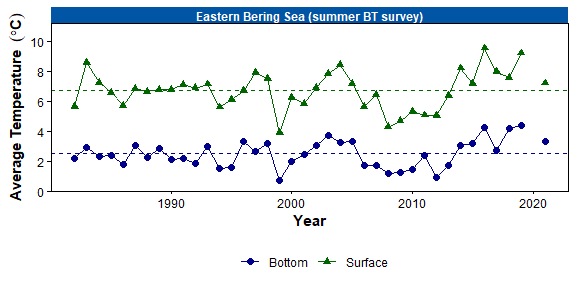 Eastern Bering Sea (summer BT survey)
Average Temperature (°C)
10
8
6
4
2
0
1990
2000
2010
2020
Year
Bottom
Surface